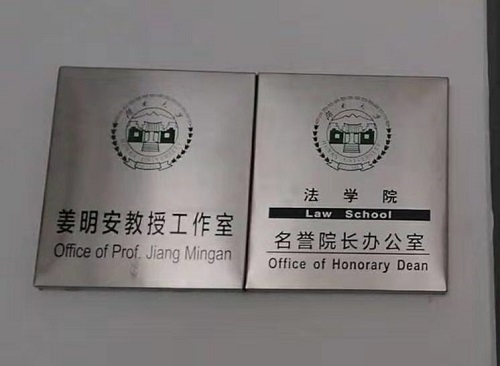 姜明安教授工作室
Office of Prof. Jiang Mingan
法 学 院
Law School
名誉院长办公室
Office of Honorary Dean